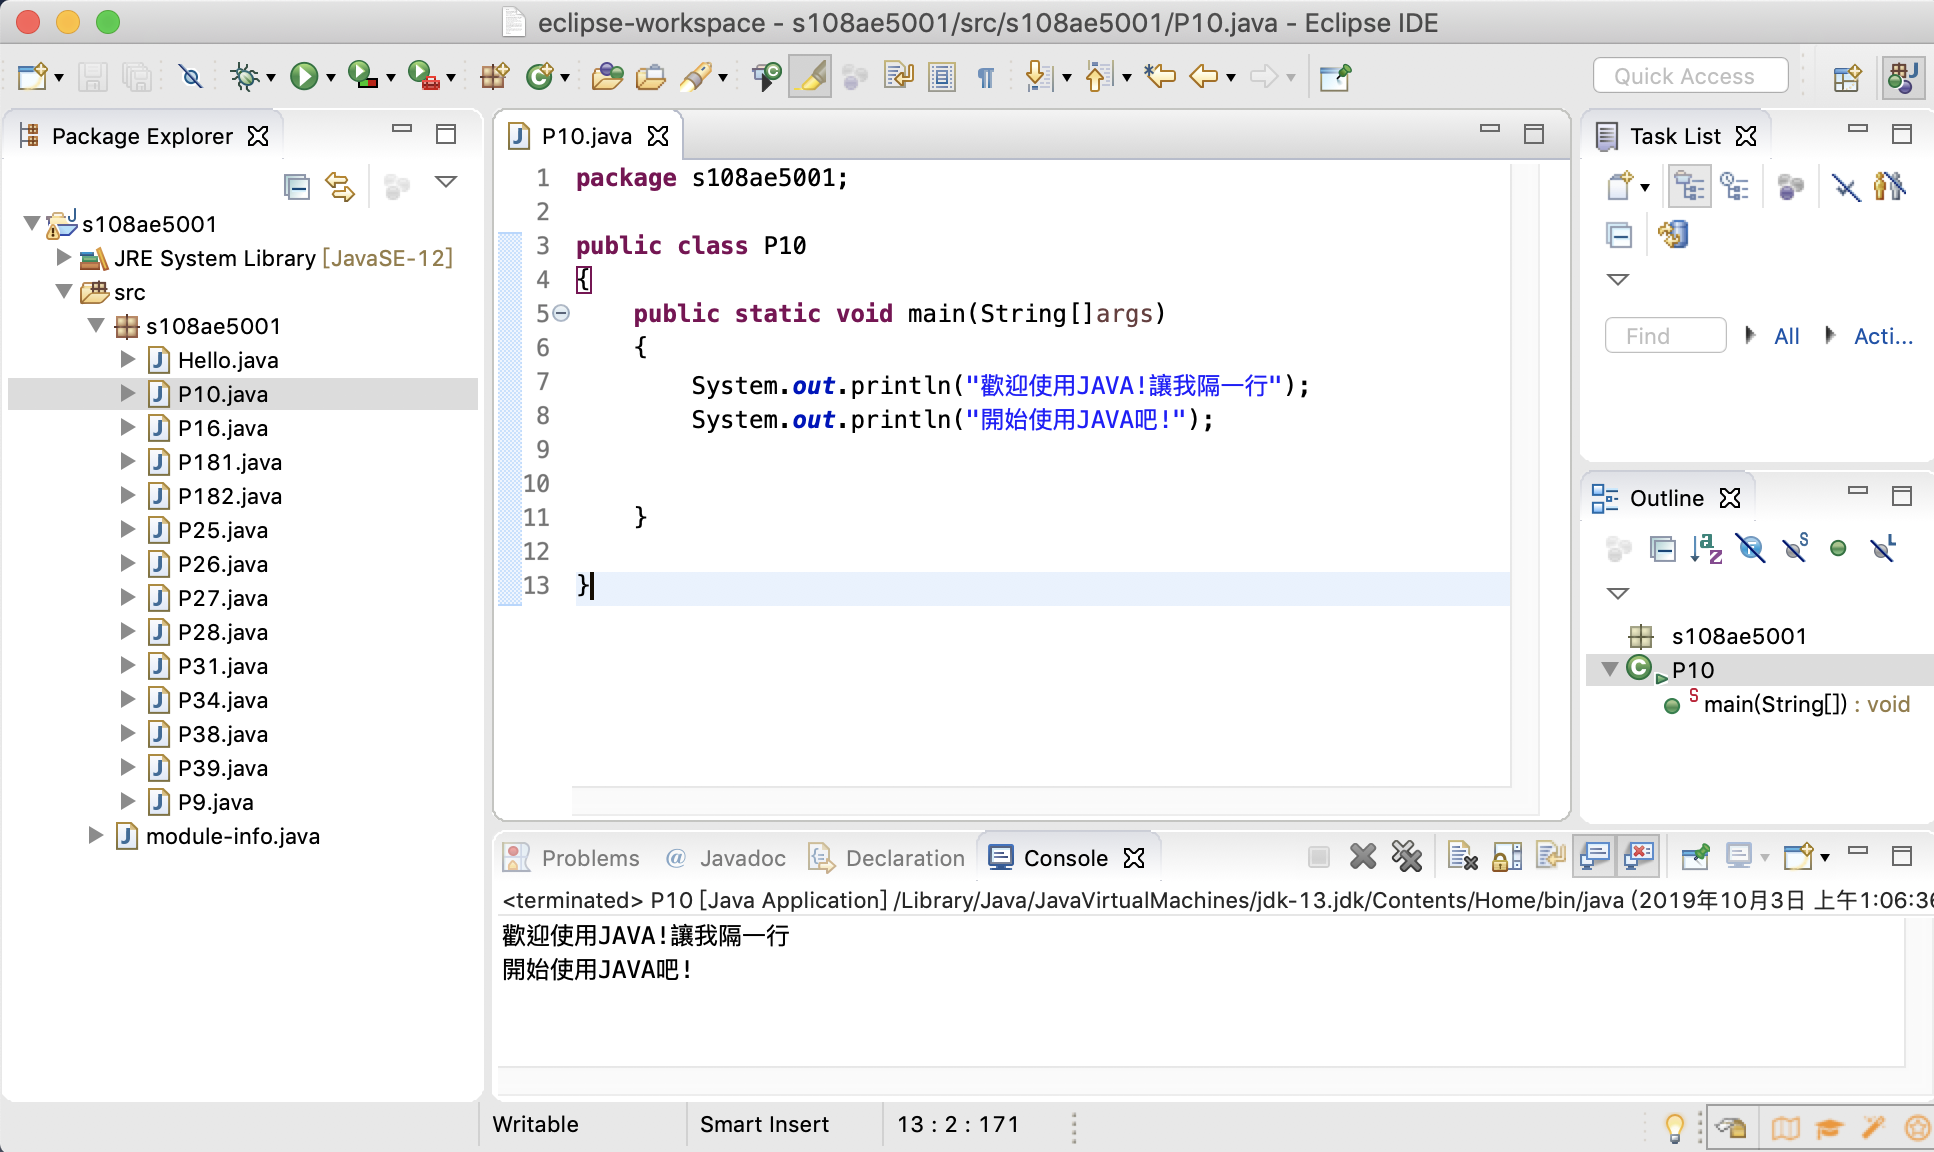 eclipse-workspace - s108ae5001/src/s108ae5001/P10.java - Eclipse IDE
Quick Access
Package Explorer
s108ae5001
JRE System Library [JavaSE-12]
src
s108ae5001
Hello.java
P10.java
P16.java
P181.java
P182.java
P25.java
P26.java
P27.java
P28.java
P31.java
P34.java
P38.java
P39.java
P9.java
module-info.java
P10.java
1 package s108ae5001;
2
3 public class P10
4 {
5 public static void main(String[]args)
6 {
7 System.out.println("歡迎使用JAVA!讓我隔一行");
8 System.out.println("開始使用JAVA吧!");
9
10
11 }
12
13 }
Task List
Find
All
Acti...
Outline
s108ae5001
P10
main(String[]) : void
Problems
Javadoc
Declaration
Console
<terminated> P10 [Java Application] /Library/Java/JavaVirtualMachines/jdk-13.jdk/Contents/Home/bin/java (2019年10月3日 上午1:06:36
歡迎使用JAVA!讓我隔一行
開始使用JAVA吧!
Writable
Smart Insert
13 : 2 : 171